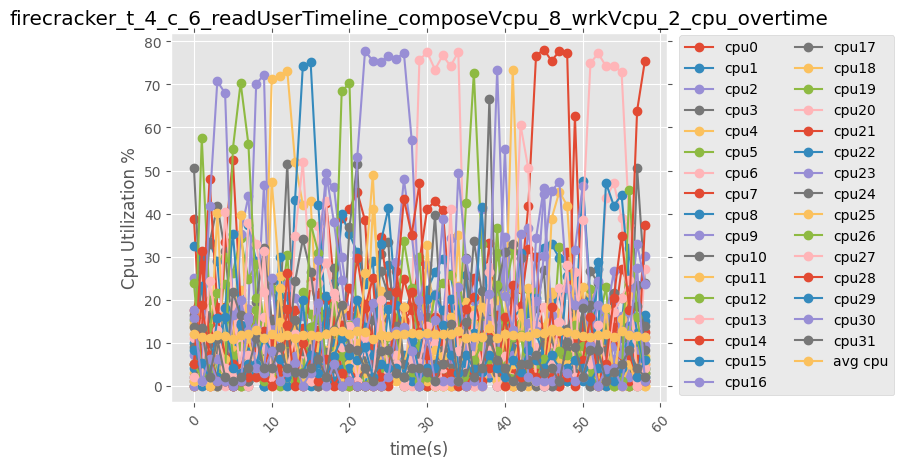 firecracker_t_4_c_6_readUserTimeline_composeVcpu_8_wrkVcpu_2_cpu_overtime
Cpu Utilization %
80
70
60
50
40
30
20
10
0
0
10
20
30
40
50
60
time(s)
cpu0
cpu1
cpu2
cpu3
cpu4
cpu5
cpu6
cpu7
cpu8
cpu9
cpu10
cpu11
cpu12
cpu13
cpu14
cpu15
cpu16
cpu17
cpu18
cpu19
cpu20
cpu21
cpu22
cpu23
cpu24
cpu25
cpu26
cpu27
cpu28
cpu29
cpu30
cpu31
avg cpu